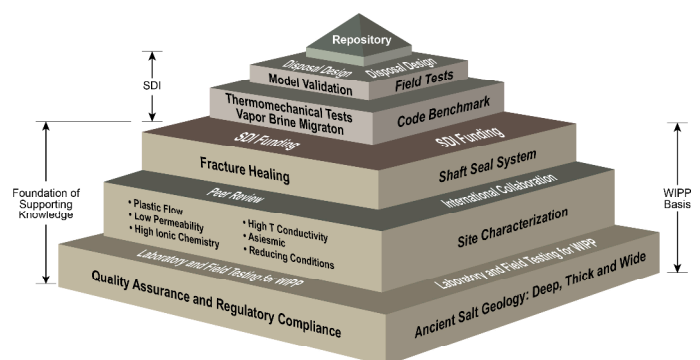 Repository
Disposal Design
Disposal Design
Model Validation
Field Tests
SDI
Thermomechanical Tests
Vapor Brine Migraton
Code Benchmark
SDI Funding
SDI Funding
Fracture Healing
Shaft Seal System
Foundation of
Supporting
Knowledge
WIPP
Basis
Peer Review
International Collaboration
• Plastic Flow
• Low Permeability
• High Ionic Chemistry
• High T Conductivity
• Asiesmic
• Reducing Conditions
Site Characterization
Laboratory and Field Testing for WIPP
Laboratory and Field Testing for WIPP
Quality Assurance and Regulatory Compliance
Ancient Salt Geology: Deep, Thick and Wide